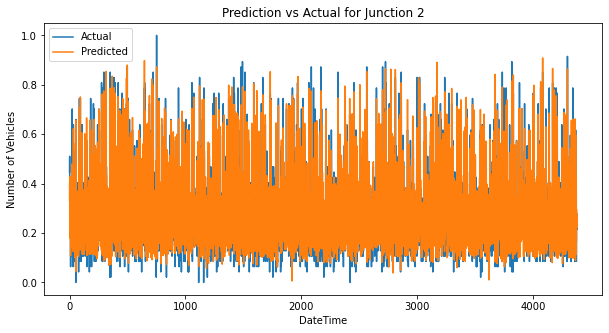 Prediction vs Actual for Junction 2
Actual
Predicted
Number of Vehicles
1.0
0.8
0.6
0.4
0.2
0.0
0
1000
2000
3000
4000
DateTime